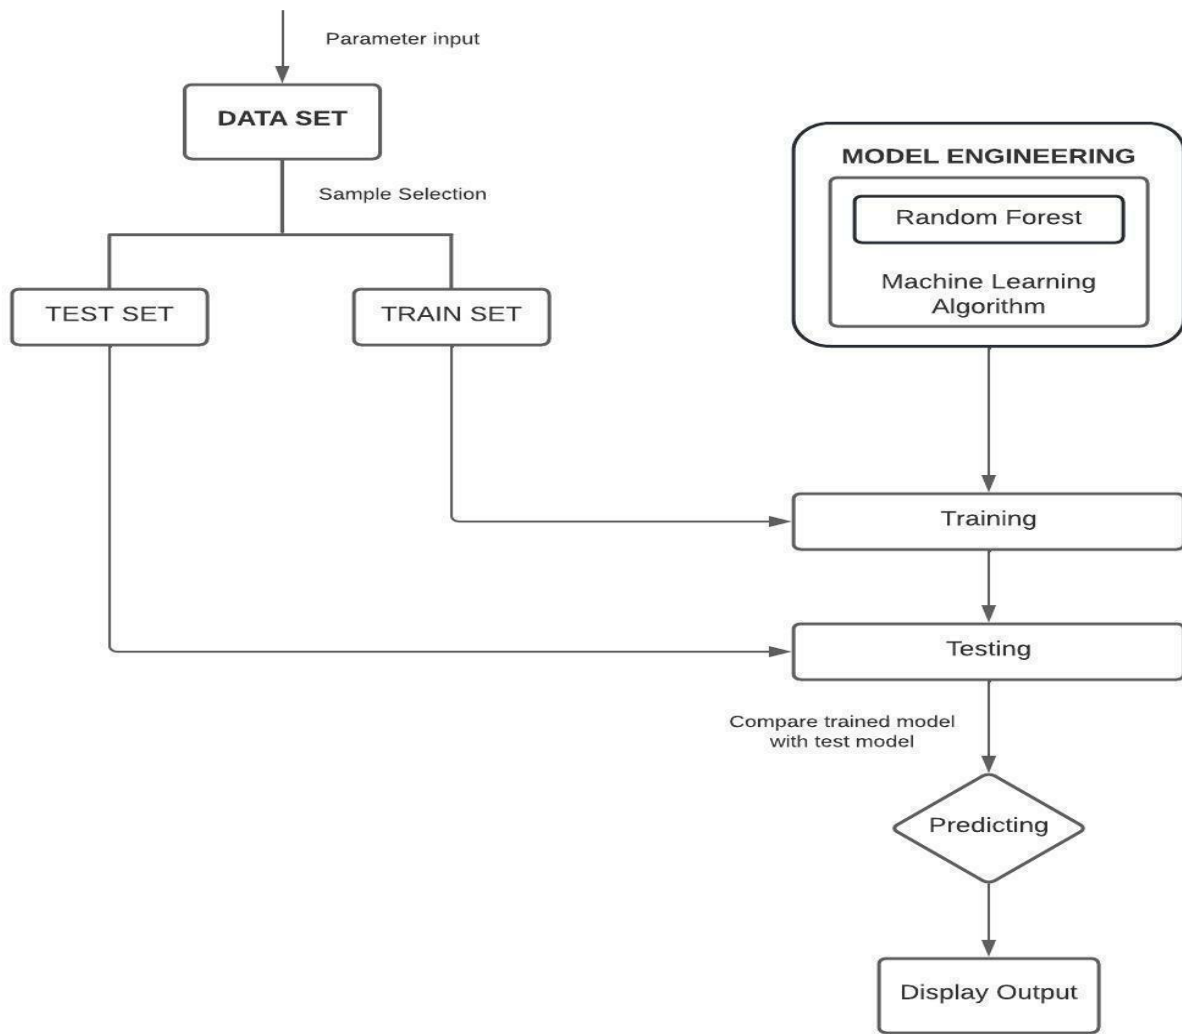 Parameter input
DATA SET
Sample Selection
TEST SET
TRAIN SET
MODEL ENGINEERING
Random Forest
Machine Learning
Algorithm
Training
Testing
Compare trained model
with test model
Predicting
Display Output